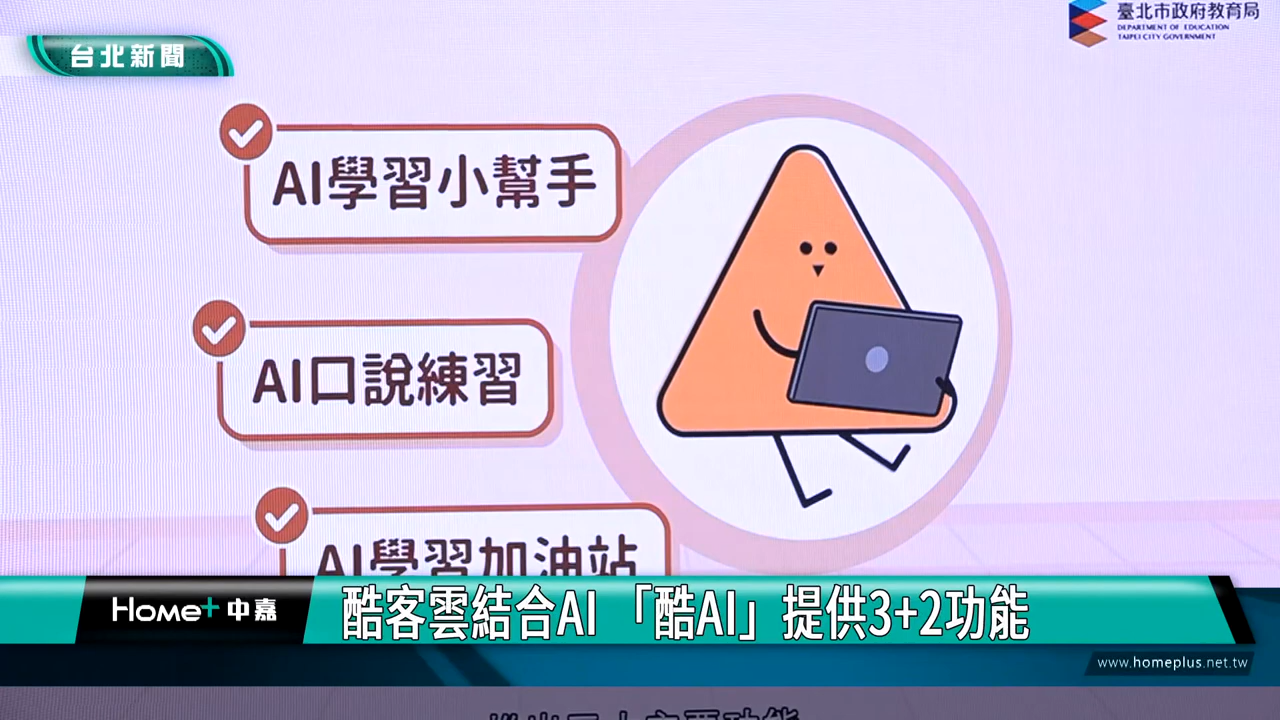 臺北市政府教育局
DEPARTMENT OF EDUCATION
TAIPEI CITY GOVERNMENT
台北新聞
AI學習小幫手
AI口說練習
AI學習加油站
Home+中嘉
酷客雲結合AI「酷AI」提供3+2功能
www.homeplus.net.tw